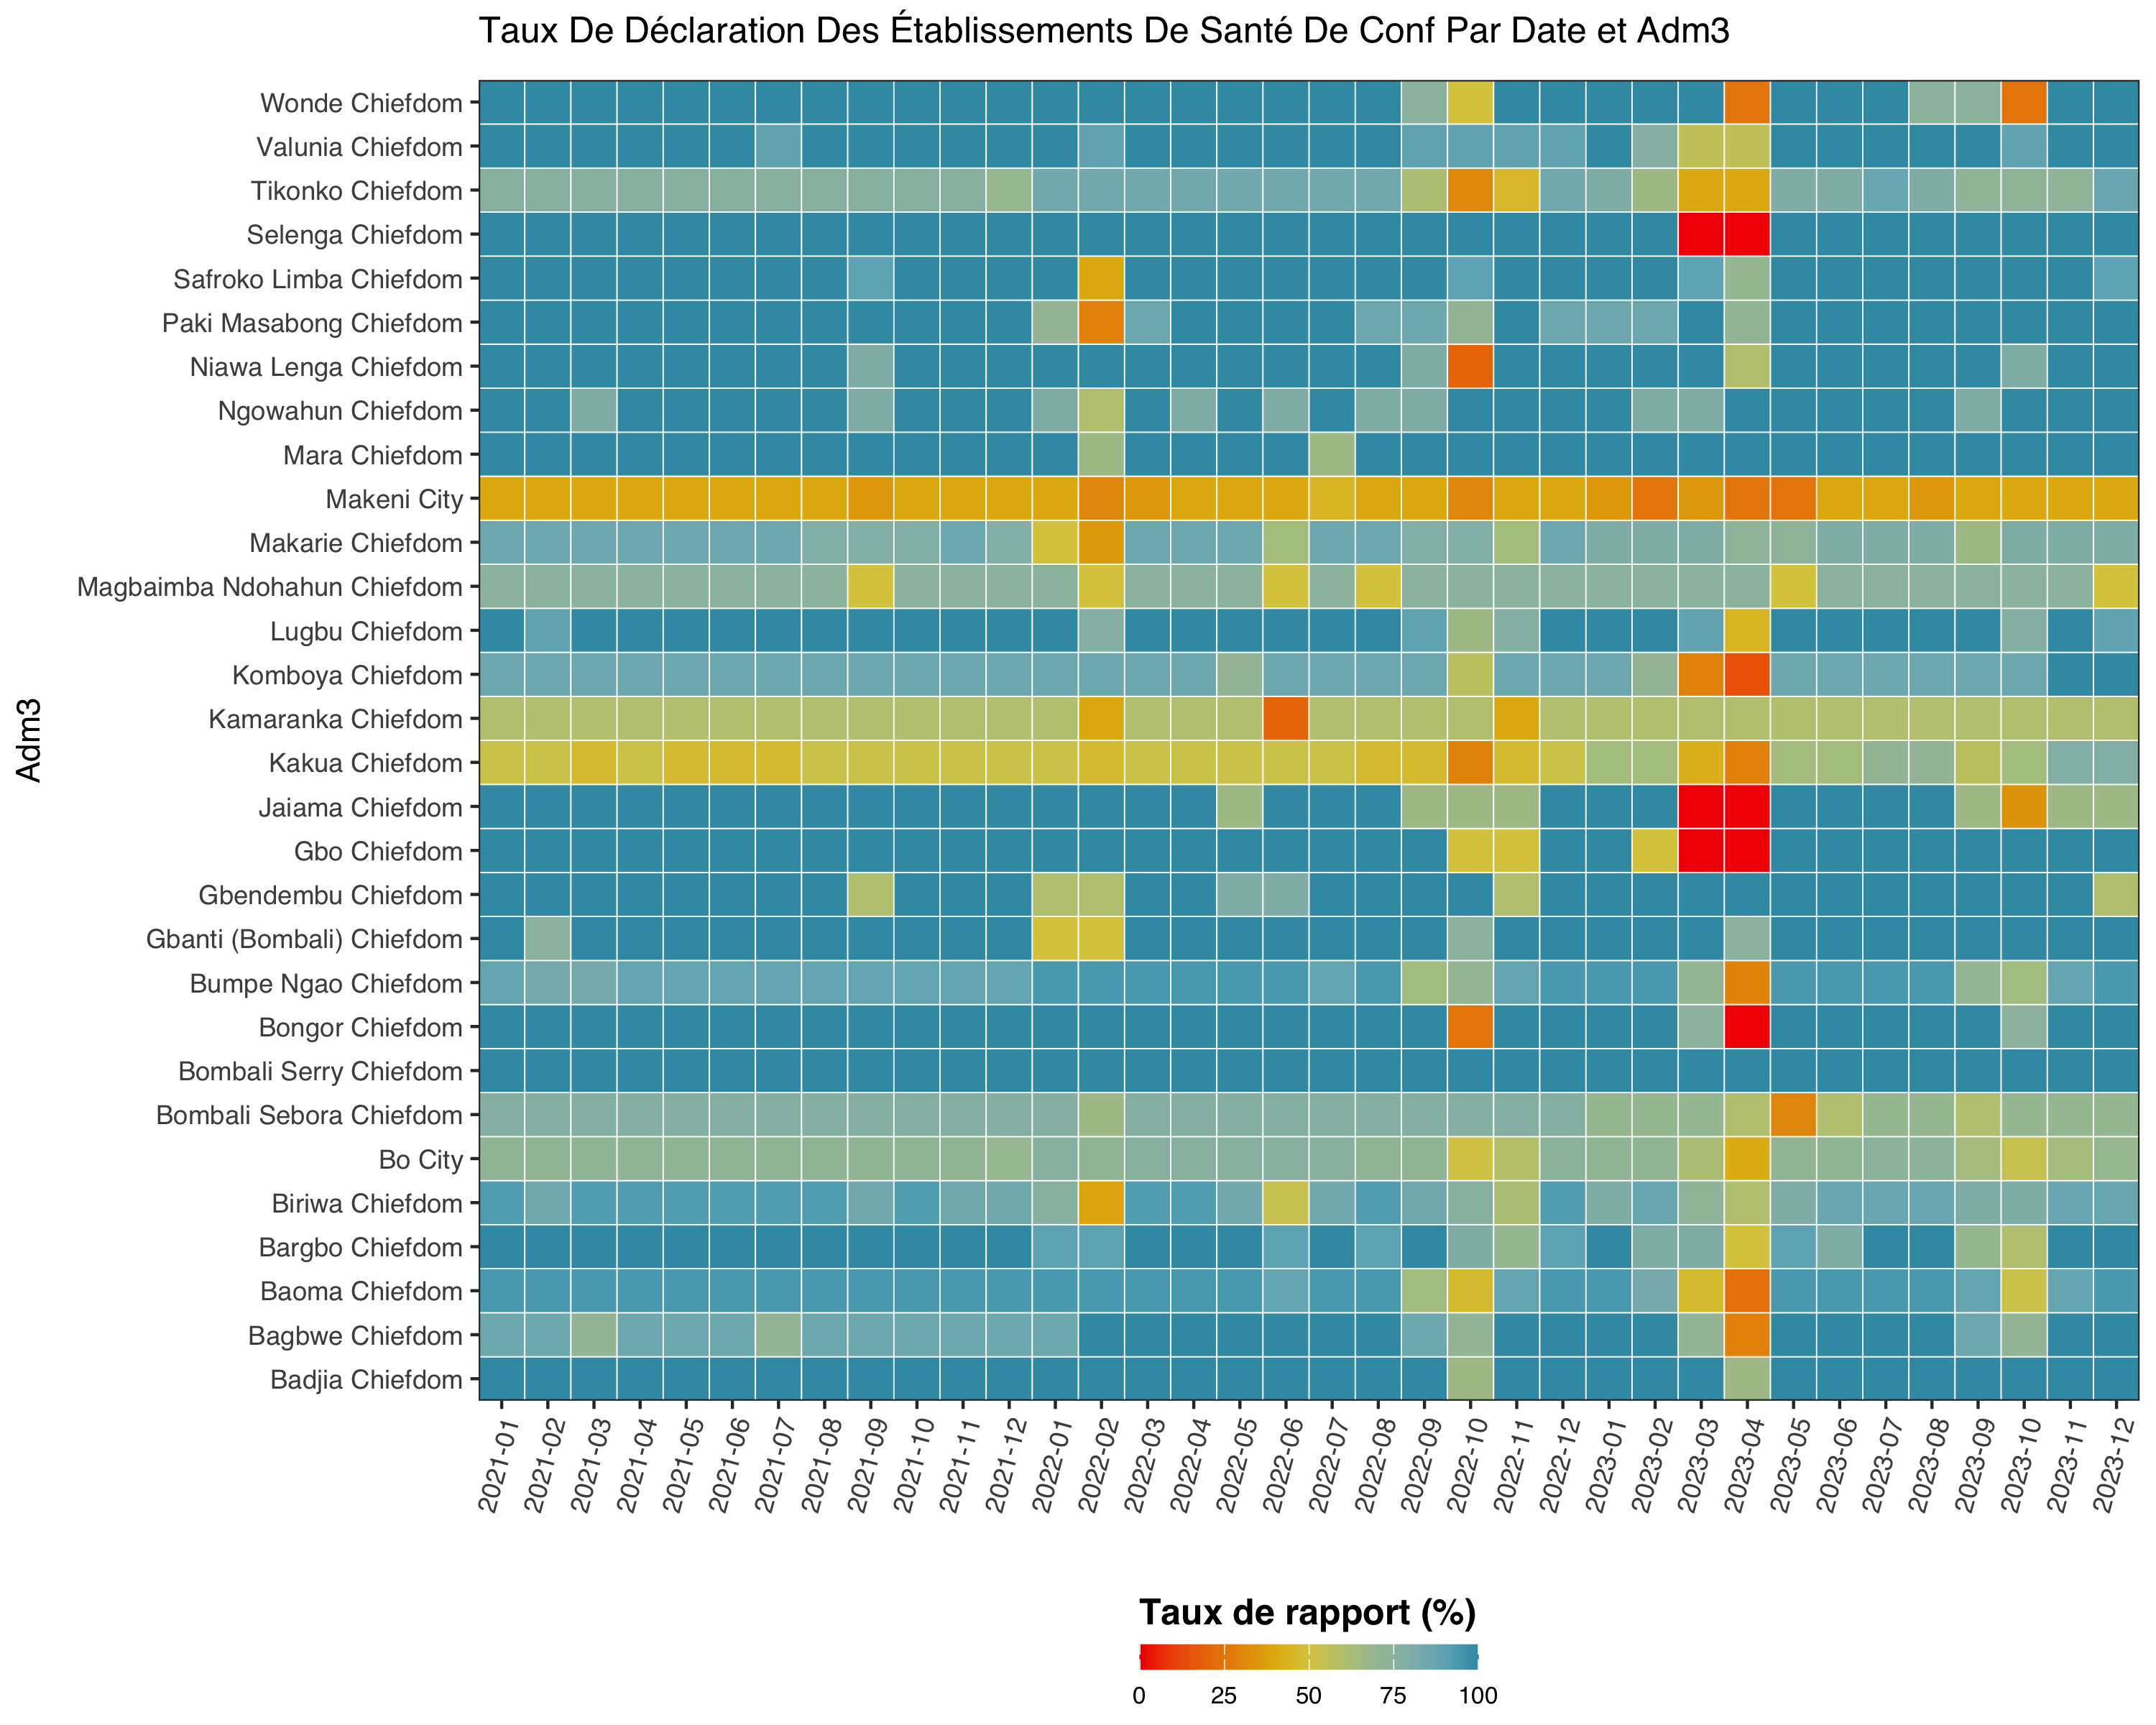 Taux De Déclaration Des Établissements De Santé De Conf Par Date et Adm3
Adm3
Wonde Chiefdom
Valunia Chiefdom
Tikonko Chiefdom
Selenga Chiefdom
Safroko Limba Chiefdom
Paki Masabong Chiefdom
Niawa Lenga Chiefdom
Ngowahun Chiefdom
Mara Chiefdom
Makeni City
Makarie Chiefdom
Magbaimba Ndohahun Chiefdom
Lugbu Chiefdom
Komboya Chiefdom
Kamaranka Chiefdom
Kakua Chiefdom
Jaiama Chiefdom
Gbo Chiefdom
Gbendembu Chiefdom
Gbanti (Bombali) Chiefdom
Bumpe Ngao Chiefdom
Bongor Chiefdom
Bombali Serry Chiefdom
Bombali Sebora Chiefdom
Bo City
Biriwa Chiefdom
Bargbo Chiefdom
Baoma Chiefdom
Bagbwe Chiefdom
Badjia Chiefdom
2021-01 2021-02 2021-03 2021-04 2021-05 2021-06 2021-07 2021-08 2021-09 2021-10 2021-11 2021-12 2022-01 2022-02 2022-03 2022-04 2022-05 2022-06 2022-07 2022-08 2022-09 2022-10 2022-11 2022-12 2023-01 2023-02 2023-03 2023-04 2023-05 2023-06 2023-07 2023-08 2023-09 2023-10 2023-11 2023-12
Taux de rapport (%)
0 25 50 75 100